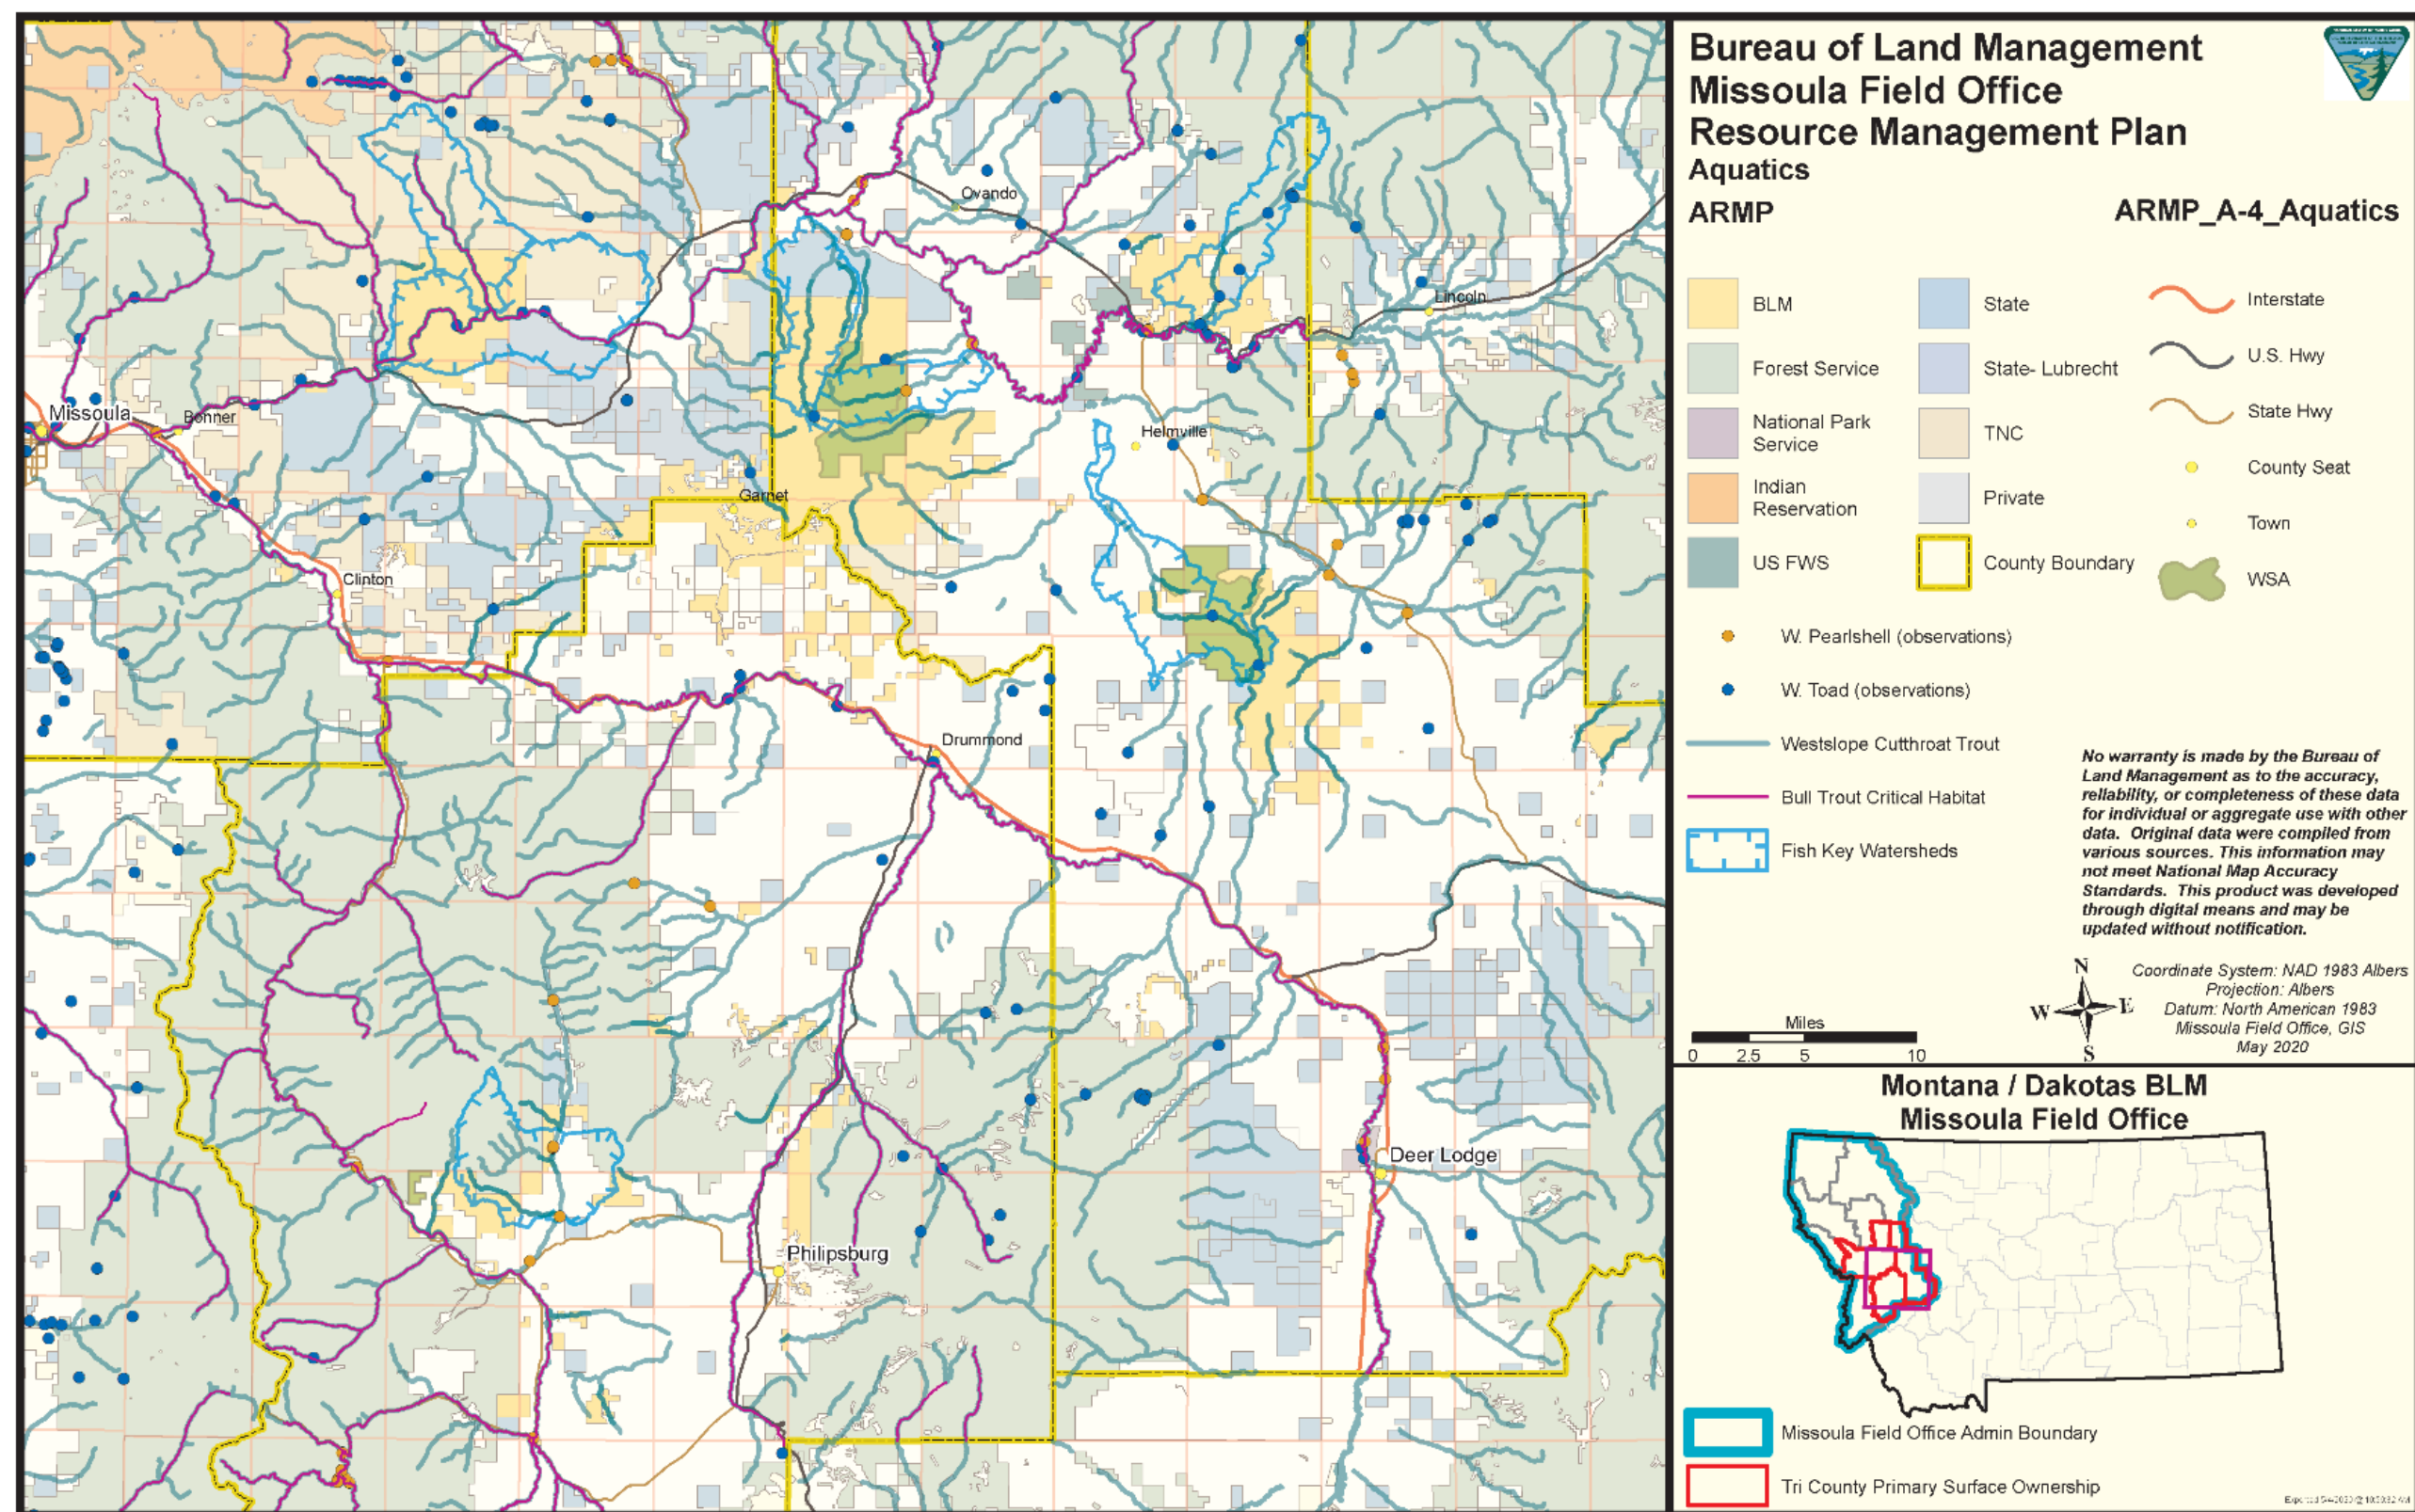 Bureau of Land Management
Missoula Field Office
Resource Management Plan
Aquatics
ARMP
ARMP_A-4_Aquatics
BLM
Forest Service
National Park
Service
Indian
Reservation
US FWS
State
State- Lubrecht
TNC
Private
County Boundary
Interstate
U.S. Hwy
State Hwy
County Seat
Town
WSA
W. Pearlshell (observations)
W. Toad (observations)
Westslope Cutthroat Trout
Bull Trout Critical Habitat
Fish Key Watersheds
No warranty is made by the Bureau of
Land Management as to the accuracy,
reliability, or completeness of these data
for individual or aggregate use with other
data. Original data were compiled from
various sources. This information may
not meet National Map Accuracy
Standards. This product was developed
through digital means and may be
updated without notification.
N
W
E
S
Coordinate System: NAD 1983 Albers
Projection: Albers
Datum: North American 1983
Missoula Field Office, GIS
May 2020
Miles
0 2.5 5 10
Montana / Dakotas BLM
Missoula Field Office
Missoula Field Office Admin Boundary
Tri County Primary Surface Ownership
Ovando
Lincoln
Missoula
Bonner
Helmville
Garnet
Clinton
Drummond
Deer Lodge
Philipsburg